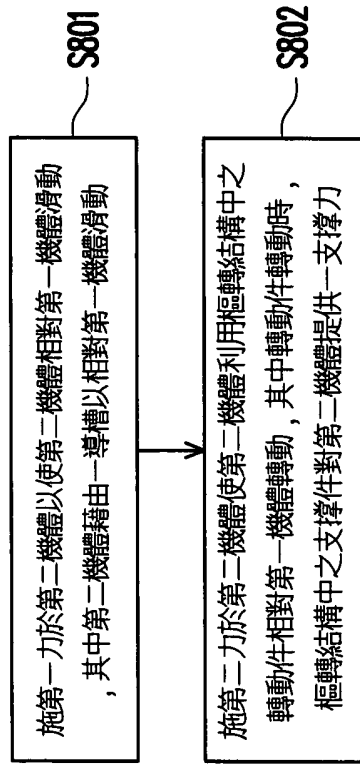 施第一力於第二機體以使第二機體相對第一機體滑動
，其中第二機體藉由一導槽以相對第一機體滑動
S801
施第二力於第二機體使第二機體利用樞轉結構中之
轉動件相對第一機體轉動，其中轉動件轉動時，
樞轉結構中之支撐件對第二機體提供一支撐力
S802